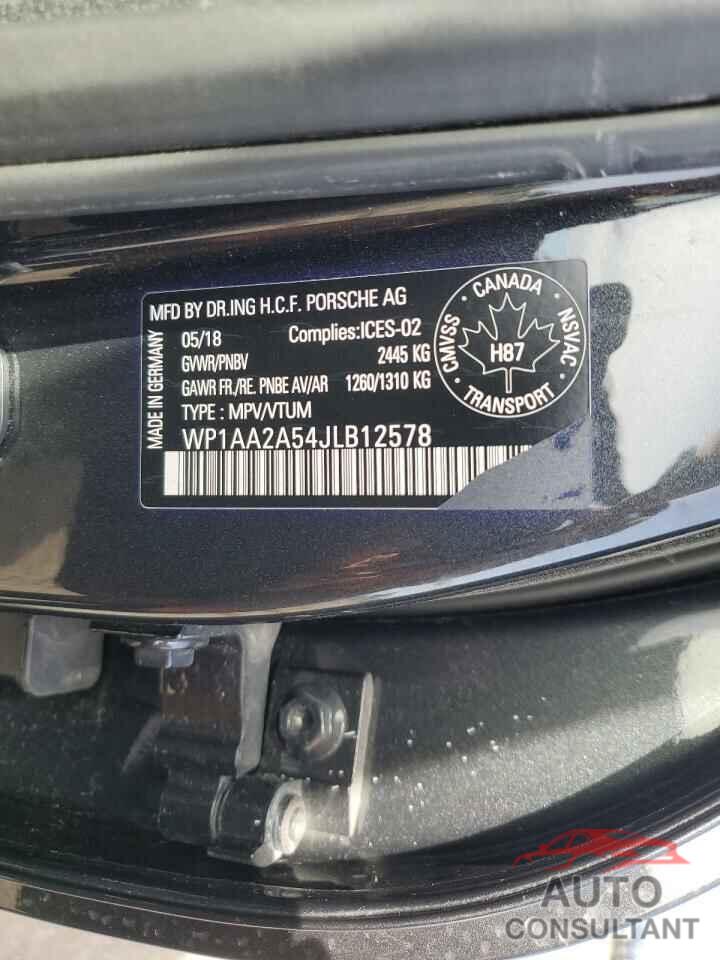 MFD BY DR.ING H.C.F. PORSCHE AG
05/18 Complies:ICES-02
GVWR/PNBV 2445 KG
GAWR FR./RE. PNBE AV/AR 1260/1310 KG
TYPE : MPV/VTUM
WP1AA2A54JLB12578
MADE IN GERMANY
CANADA
CMVSS
NSVAC
H87
TRANSPORT
AUTO
CONSULTANT